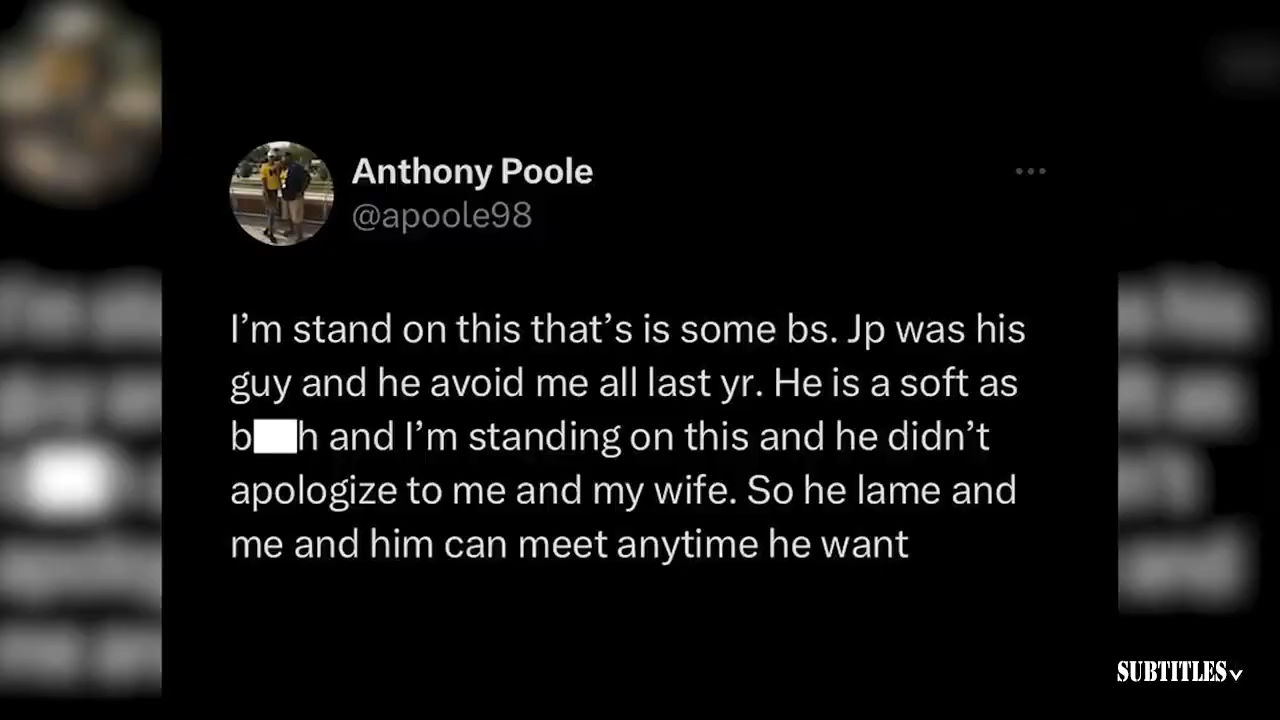 Anthony Poole
@apoole98
I'm stand on this that's is some bs. Jp was his
guy and he avoid me all last yr. He is a soft as
b h and I'm standing on this and he didn't
apologize to me and my wife. So he lame and
me and him can meet anytime he want
SUBTITLES